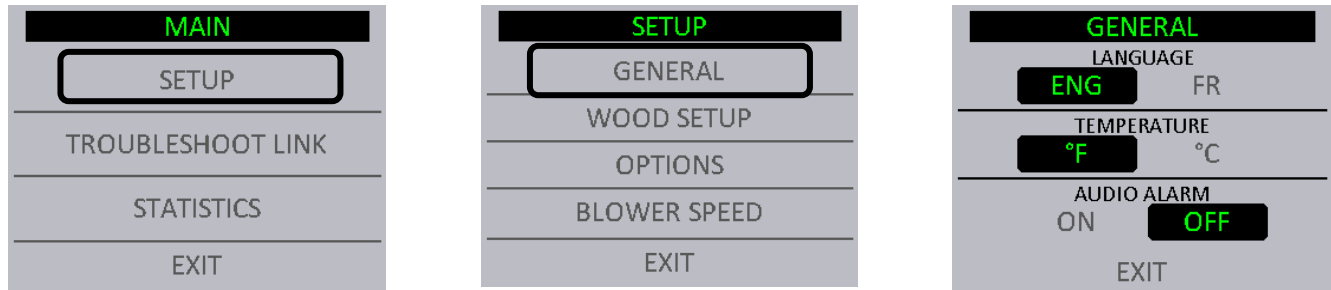 MAIN
SETUP
TROUBLESHOOT LINK
STATISTICS
EXIT
SETUP
GENERAL
WOOD SETUP
OPTIONS
BLOWER SPEED
EXIT
GENERAL
LANGUAGE
ENG FR
TEMPERATURE
°F °C
AUDIO ALARM
ON OFF
EXIT